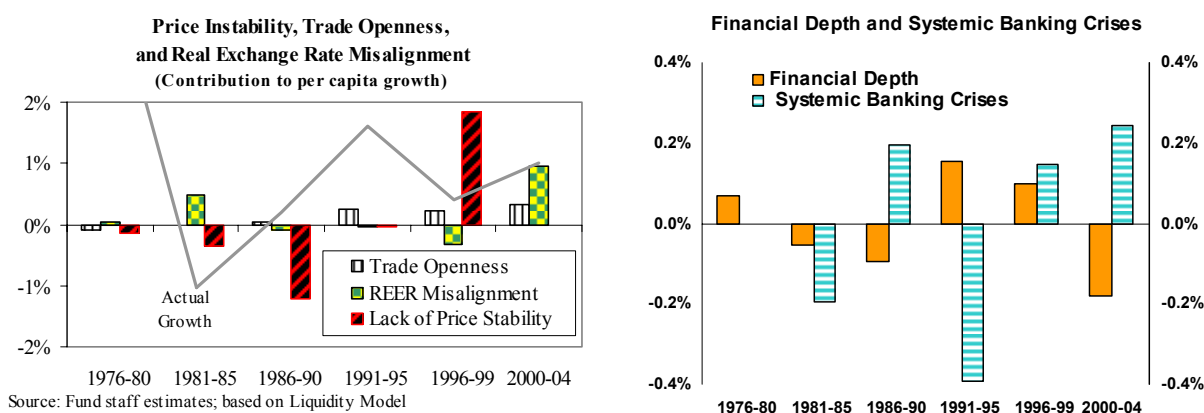 Price Instability, Trade Openness,
and Real Exchange Rate Misalignment
(Contribution to per capita growth)
2%
1%
0%
-1%
-2%
Actual
Growth
Trade Openness
REER Misalignment
Lack of Price Stability
1976-80 1981-85 1986-90 1991-95 1996-99 2000-04
Source: Fund staff estimates; based on Liquidity Model
Financial Depth and Systemic Banking Crises
0.4% 0.4%
Financial Depth
Systemic Banking Crises
0.2% 0.2%
0.0% 0.0%
-0.2% -0.2%
-0.4% -0.4%
1976-80 1981-85 1986-90 1991-95 1996-99 2000-04